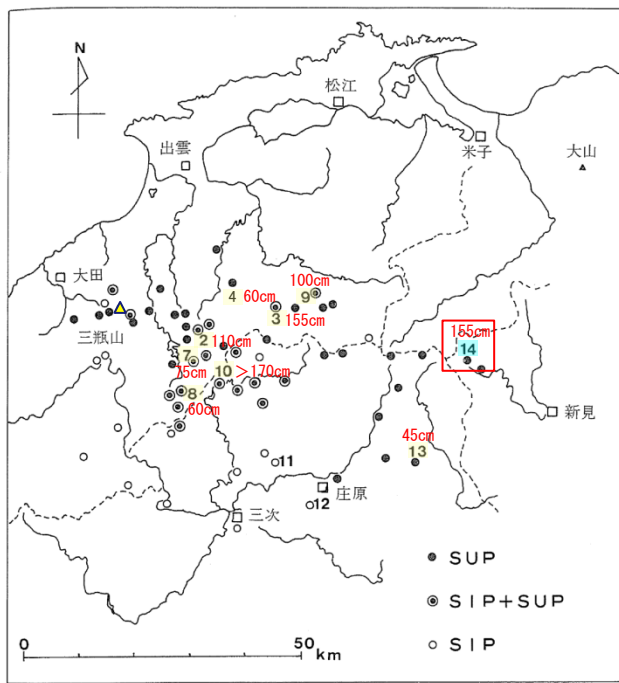 N
松江
米子
大山
出雲
大田
三瓶山
100cm
9
4 60cm
3
155cm
2
110cm
7
75cm
10 >170cm
8
60cm
155cm
14
新見
45cm
13
11
12
庄原
三次
SUP
SIP+SUP
SIP
0 50
km